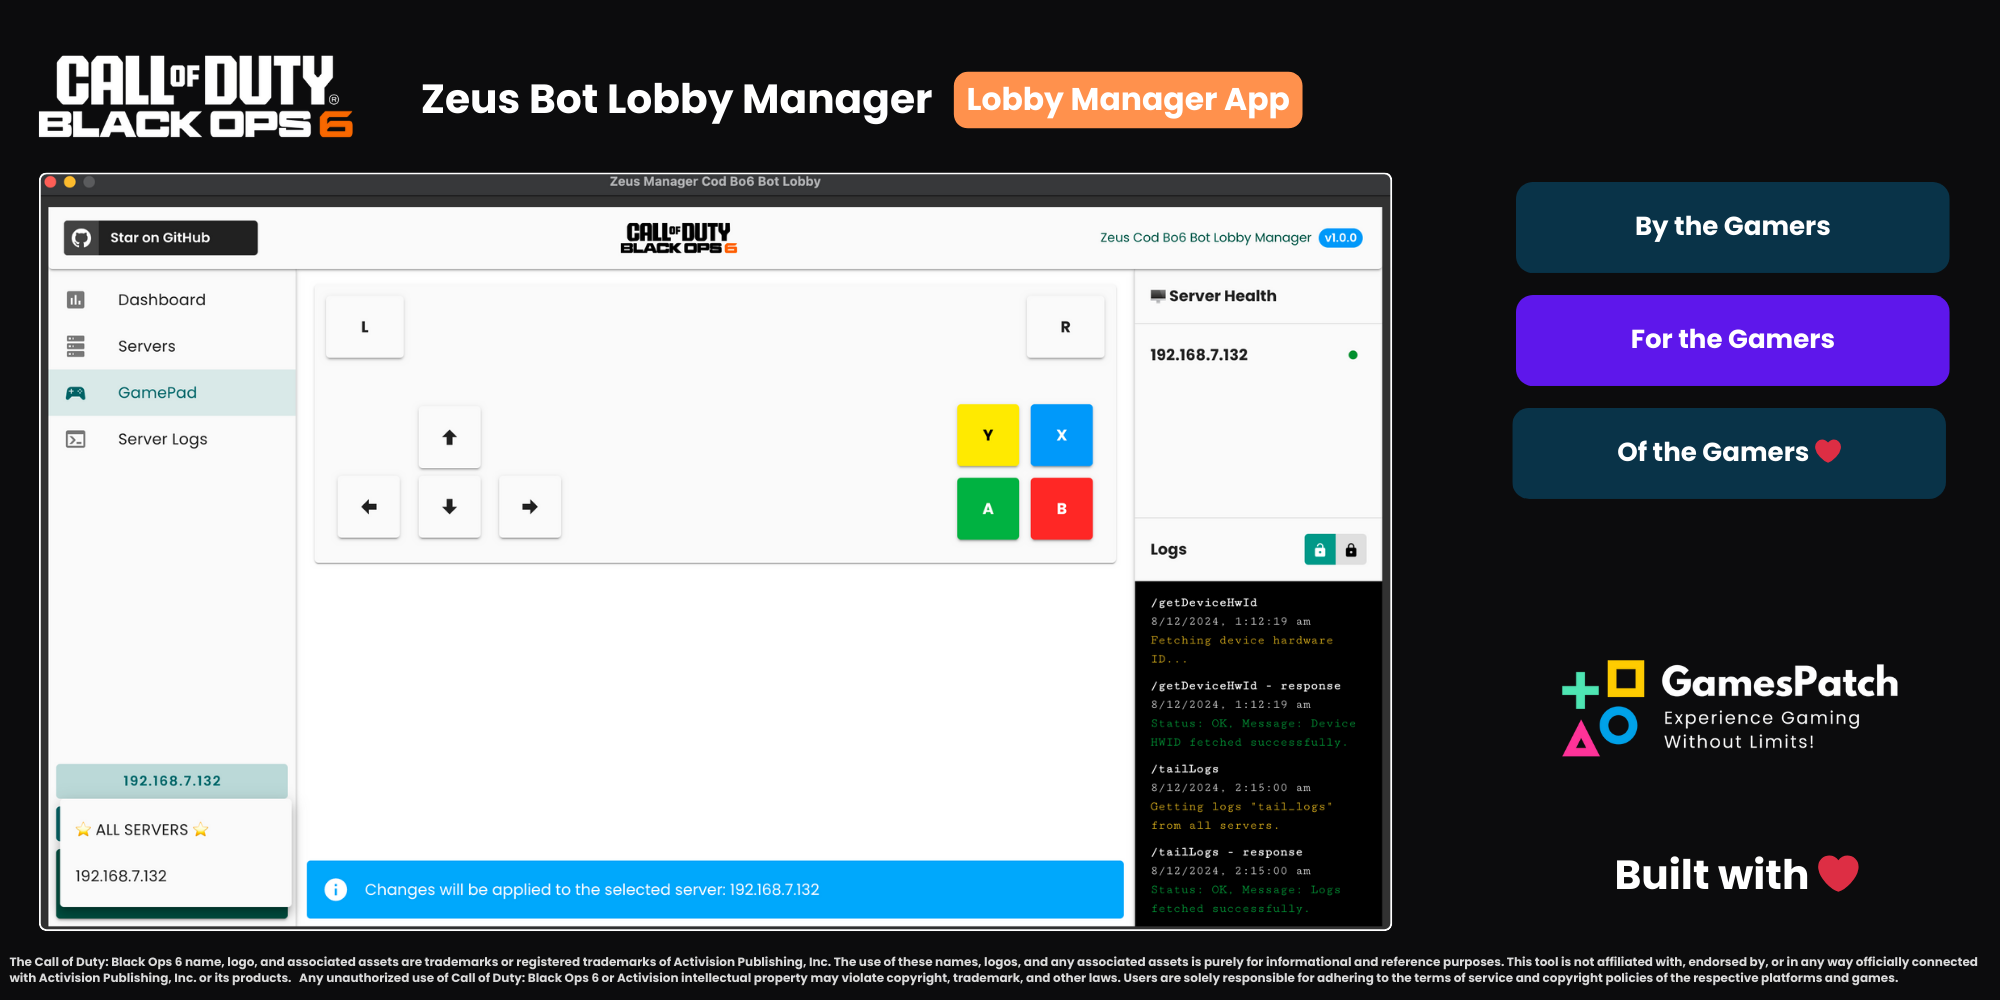 CALL OF DUTY®
BLACK OPS 6
Zeus Bot Lobby Manager
Lobby Manager App
Zeus Manager Cod Bo6 Bot Lobby
Star on GitHub
CALL OF DUTY
BLACK OPS 6
Zeus Cod Bo6 Bot Lobby Manager
v1.0.0
Dashboard
Servers
GamePad
Server Logs
192.168.7.132
⭐ ALL SERVERS ⭐
192.168.7.132
L
R
Y
X
A
B
Changes will be applied to the selected server: 192.168.7.132
Server Health
192.168.7.132
Logs
/getDeviceHwId
8/12/2024, 1:12:19 am
Fetching device hardware
ID...
/getDeviceHwId - response
8/12/2024, 1:12:19 am
Status: OK, Message: Device
HWID fetched successfully.
/tailLogs
8/12/2024, 2:15:00 am
Getting logs "tail_logs"
from all servers.
/tailLogs - response
8/12/2024, 2:15:00 am
Status: OK, Message: Logs
fetched successfully.
By the Gamers
For the Gamers
Of the Gamers ❤️
GamesPatch
Experience Gaming
Without Limits!
Built with ❤️
The Call of Duty: Black Ops 6 name, logo, and associated assets are trademarks or registered trademarks of Activision Publishing, Inc. The use of these names, logos, and any associated assets is purely for informational and reference purposes. This tool is not affiliated with, endorsed by, or in any way officially connected
with Activision Publishing, Inc. or its products. Any unauthorized use of Call of Duty: Black Ops 6 or Activision intellectual property may violate copyright, trademark, and other laws. Users are solely responsible for adhering to the terms of service and copyright policies of the respective platforms and games.